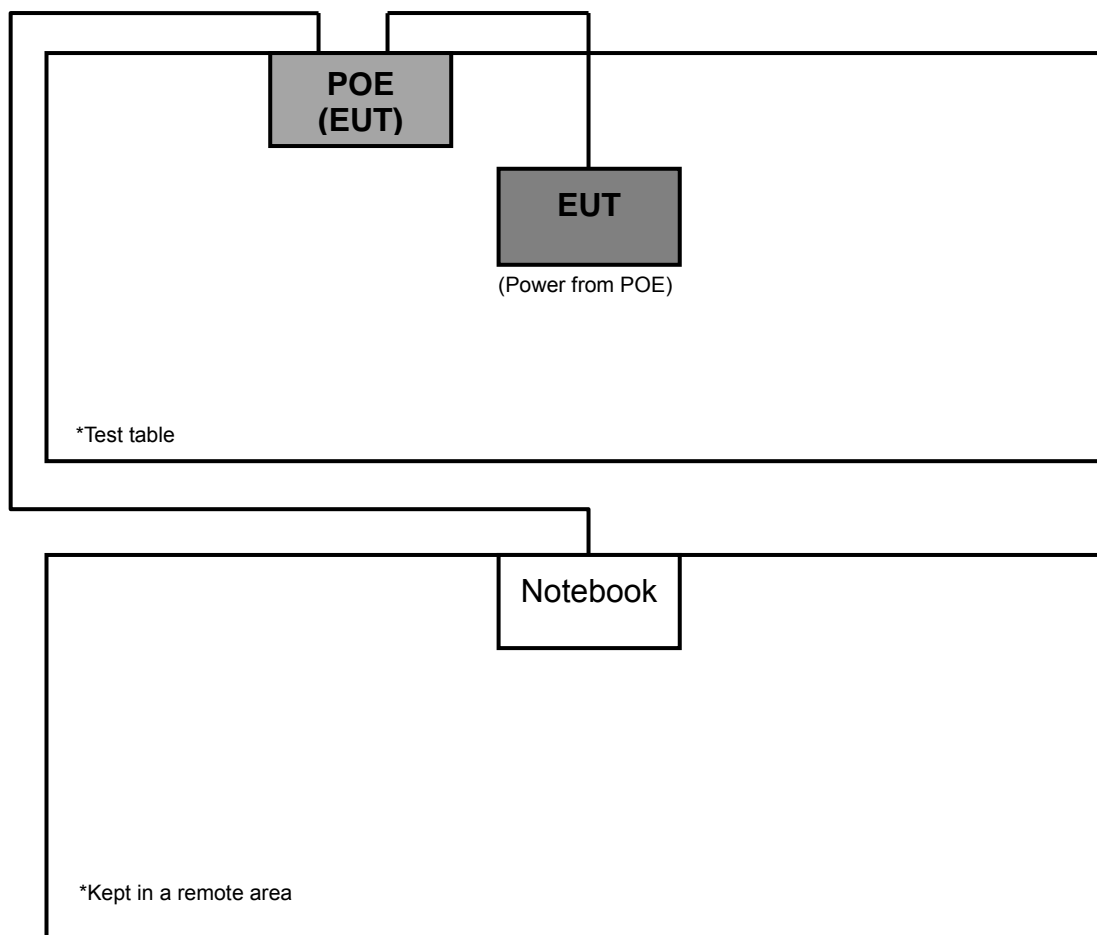 POE
(EUT)
EUT
(Power from POE)
*Test table
Notebook
*Kept in a remote area